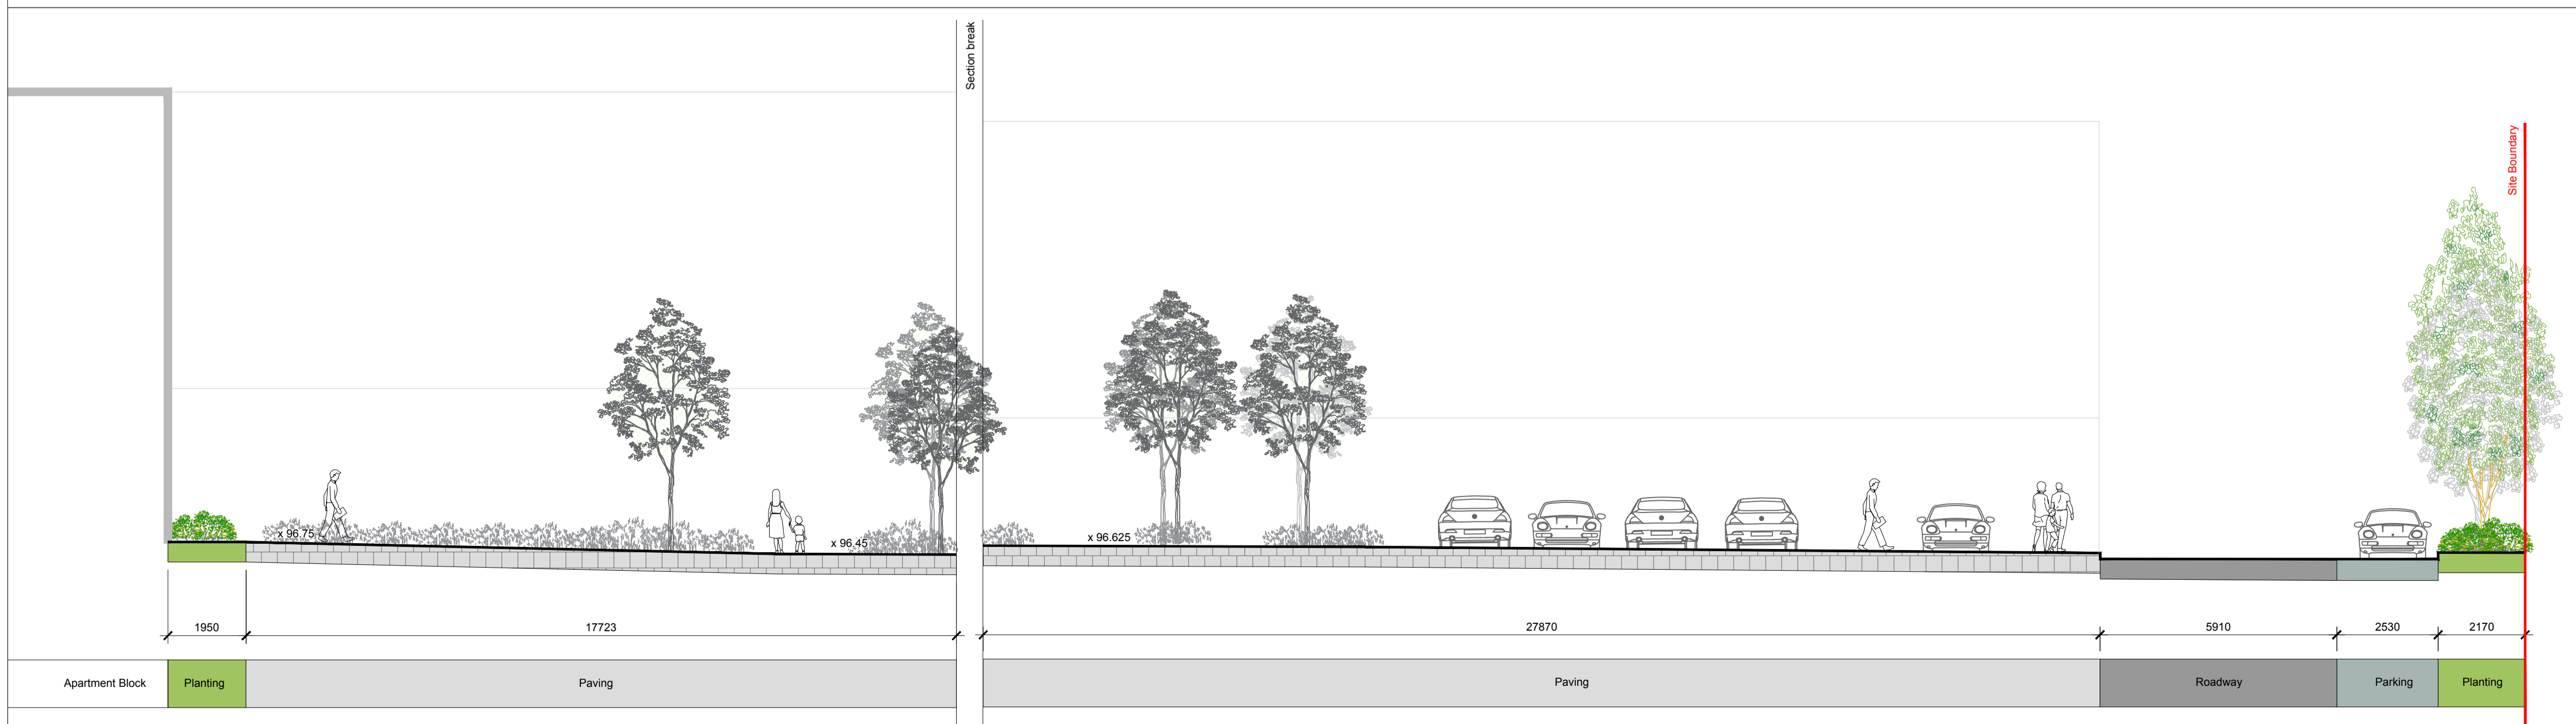 Section break
Site Boundary
x 96.75
x 96.45
x 96.625
1950
17723
27870
5910
2530
2170
Apartment Block
Planting
Paving
Paving
Roadway
Parking
Planting